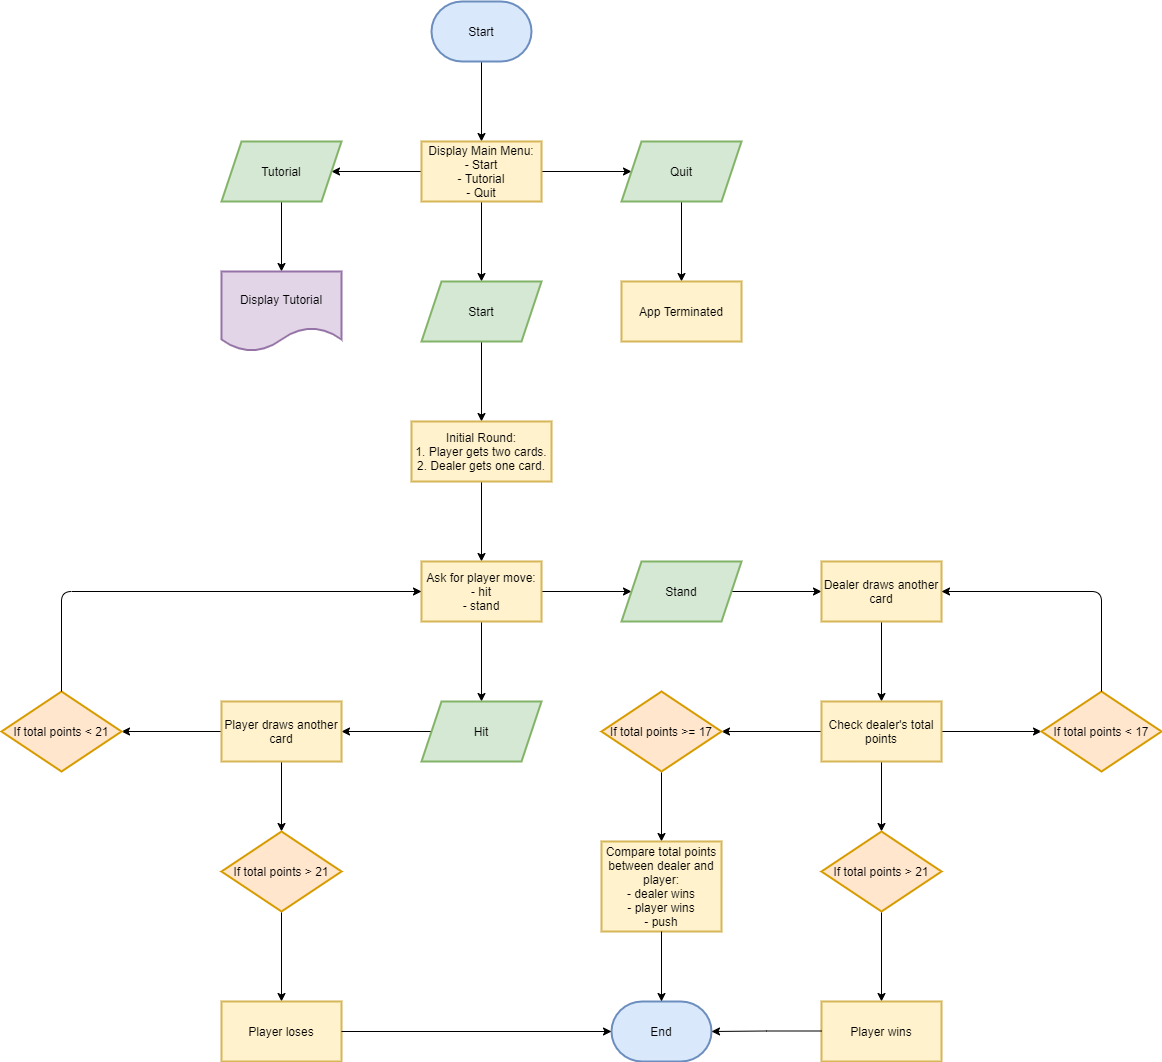 Start
Tutorial
Display Main Menu:
- Start
- Tutorial
- Quit
Quit
Display Tutorial
Start
App Terminated
Initial Round:
1. Player gets two cards.
2. Dealer gets one card.
Ask for player move:
- hit
- stand
Stand
Dealer draws another
card
If total points < 21
Player draws another
card
Hit
If total points >= 17
Check dealer's total
points
If total points < 17
If total points > 21
Compare total points
between dealer and
player:
- dealer wins
- player wins
- push
If total points > 21
Player loses
End
Player wins